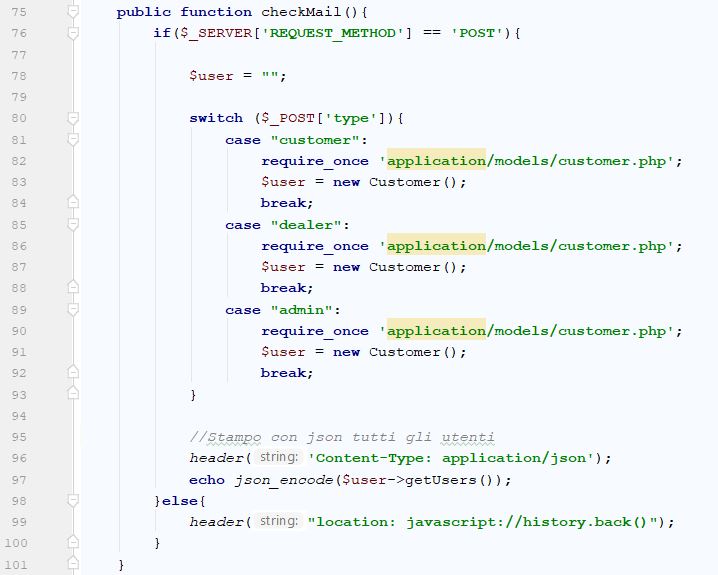 75 public function checkMail(){
76 if($_SERVER['REQUEST_METHOD'] == 'POST'){
77
78 $user = "";
79
80 switch ($_POST['type']){
81 case "customer":
82 require_once 'application/models/customer.php';
83 $user = new Customer();
84 break;
85 case "dealer":
86 require_once 'application/models/customer.php';
87 $user = new Customer();
88 break;
89 case "admin":
90 require_once 'application/models/customer.php';
91 $user = new Customer();
92 break;
93 }
94
95 //Stampo con json tutti gli utenti
96 header( string: 'Content-Type: application/json');
97 echo json_encode($user->getUsers());
98 }else{
99 header( string: "location: javascript://history.back()");
100 }
101 }